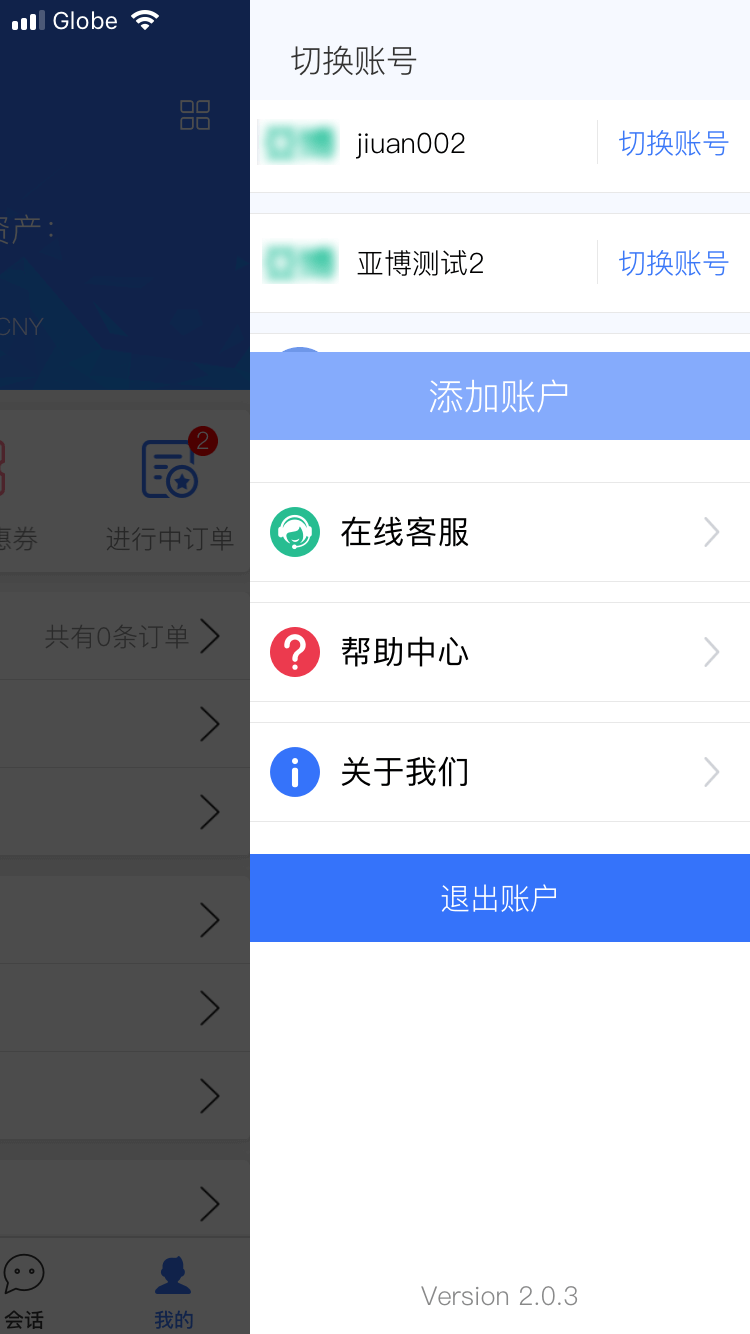 Globe
切换账号
jiuan002
切换账号
资产：
亚博测试2
切换账号
CNY
添加账户
2
惠券
进行中订单
在线客服
共有0条订单
帮助中心
关于我们
退出账户
Version 2.0.3
会话
我的